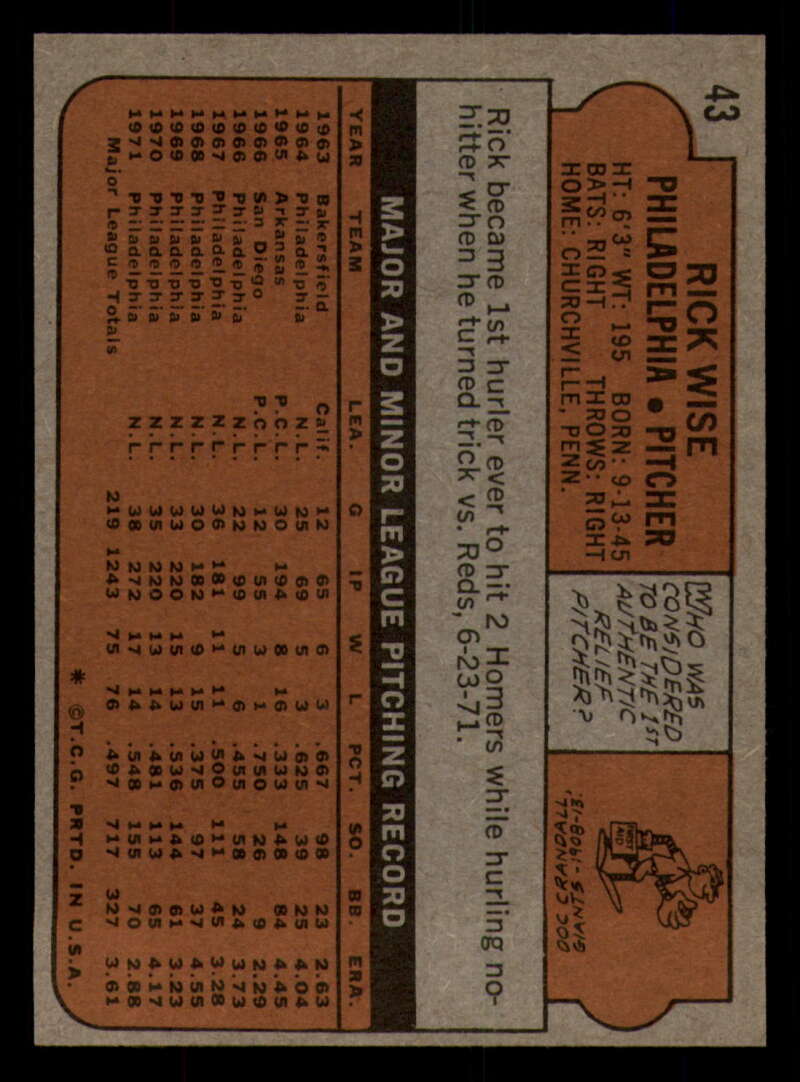 43
RICK WISE
PHILADELPHIA • PITCHER
HT: 6'3" WT: 195 BORN: 9-13-45
BATS: RIGHT THROWS: RIGHT
HOME: CHURCHVILLE, PENN.
WHO WAS
CONSIDERED
TO BE THE 1ST
AUTHENTIC
RELIEF
PITCHER?
FIRST
AID
DOC CRANDALL
GIANTS - 1908-13.
Rick became 1st hurler ever to hit 2 Homers while hurling no-
hitter when he turned trick vs. Reds, 6-23-71.
MAJOR AND MINOR LEAGUE PITCHING RECORD
YEAR TEAM LEA. G IP W L PCT. SO. BB. ERA.
1963 Bakersfield Calif. 12 65 6 3 .667 98 23 2.63
1964 Philadelphia N.L. 25 69 5 3 .625 39 25 4.04
1965 Arkansas P.C.L. 30 194 8 16 .333 148 84 4.45
1966 San Diego P.C.L. 12 55 3 1 .750 26 9 2.29
1966 Philadelphia N.L. 22 99 5 6 .455 58 24 3.73
1967 Philadelphia N.L. 36 181 11 11 .500 111 45 3.28
1968 Philadelphia N.L. 30 182 9 15 .375 97 37 4.55
1969 Philadelphia N.L. 33 220 15 13 .536 144 61 3.23
1970 Philadelphia N.L. 35 220 13 14 .481 113 65 4.17
1971 Philadelphia N.L. 38 272 17 14 .548 155 70 2.88
Major League Totals 219 1243 75 76 .497 717 327 3.61
* ©T.C.G. PRTD. IN U.S.A.